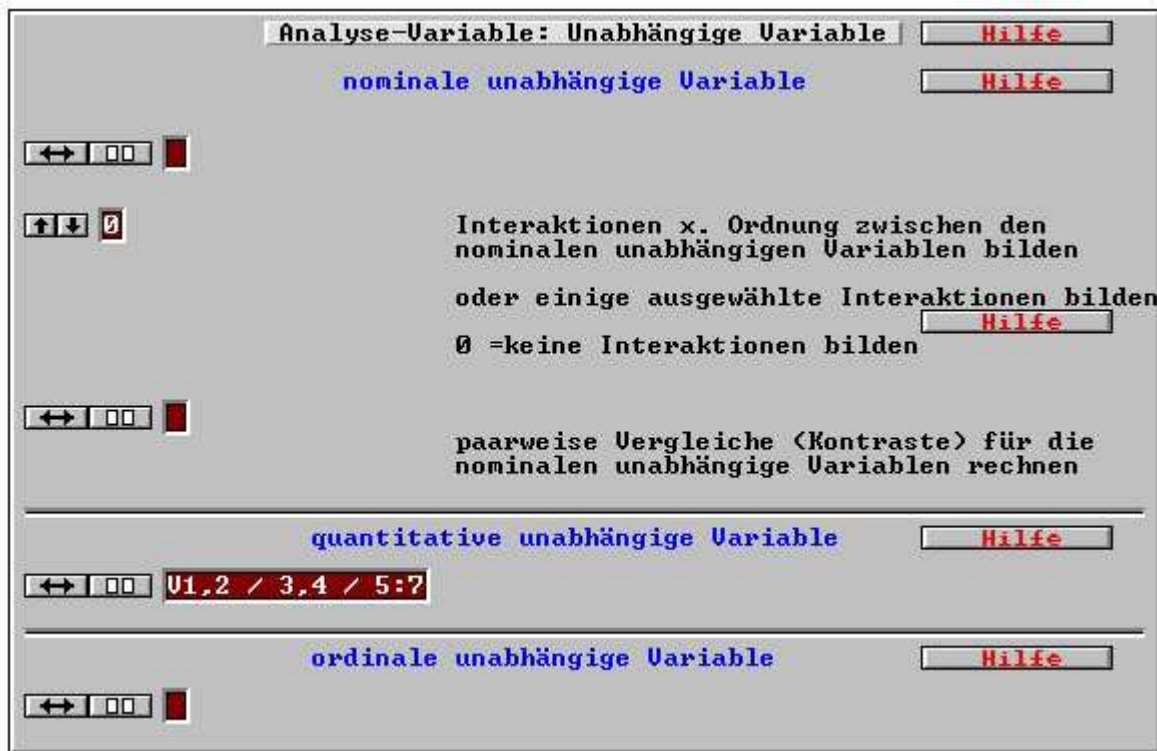 Analyse-Variable: Unabhängige Variable Hilfe
nominale unabhängige Variable Hilfe
0 Interaktionen x. Ordnung zwischen den
nominalen unabhängigen Variablen bilden
oder einige ausgewählte Interaktionen bilden
Hilfe
0 =keine Interaktionen bilden
paarweise Vergleiche (Kontraste) für die
nominalen unabhängige Variablen rechnen
quantitative unabhängige Variable Hilfe
V1,2 / 3,4 / 5:7
ordinale unabhängige Variable Hilfe